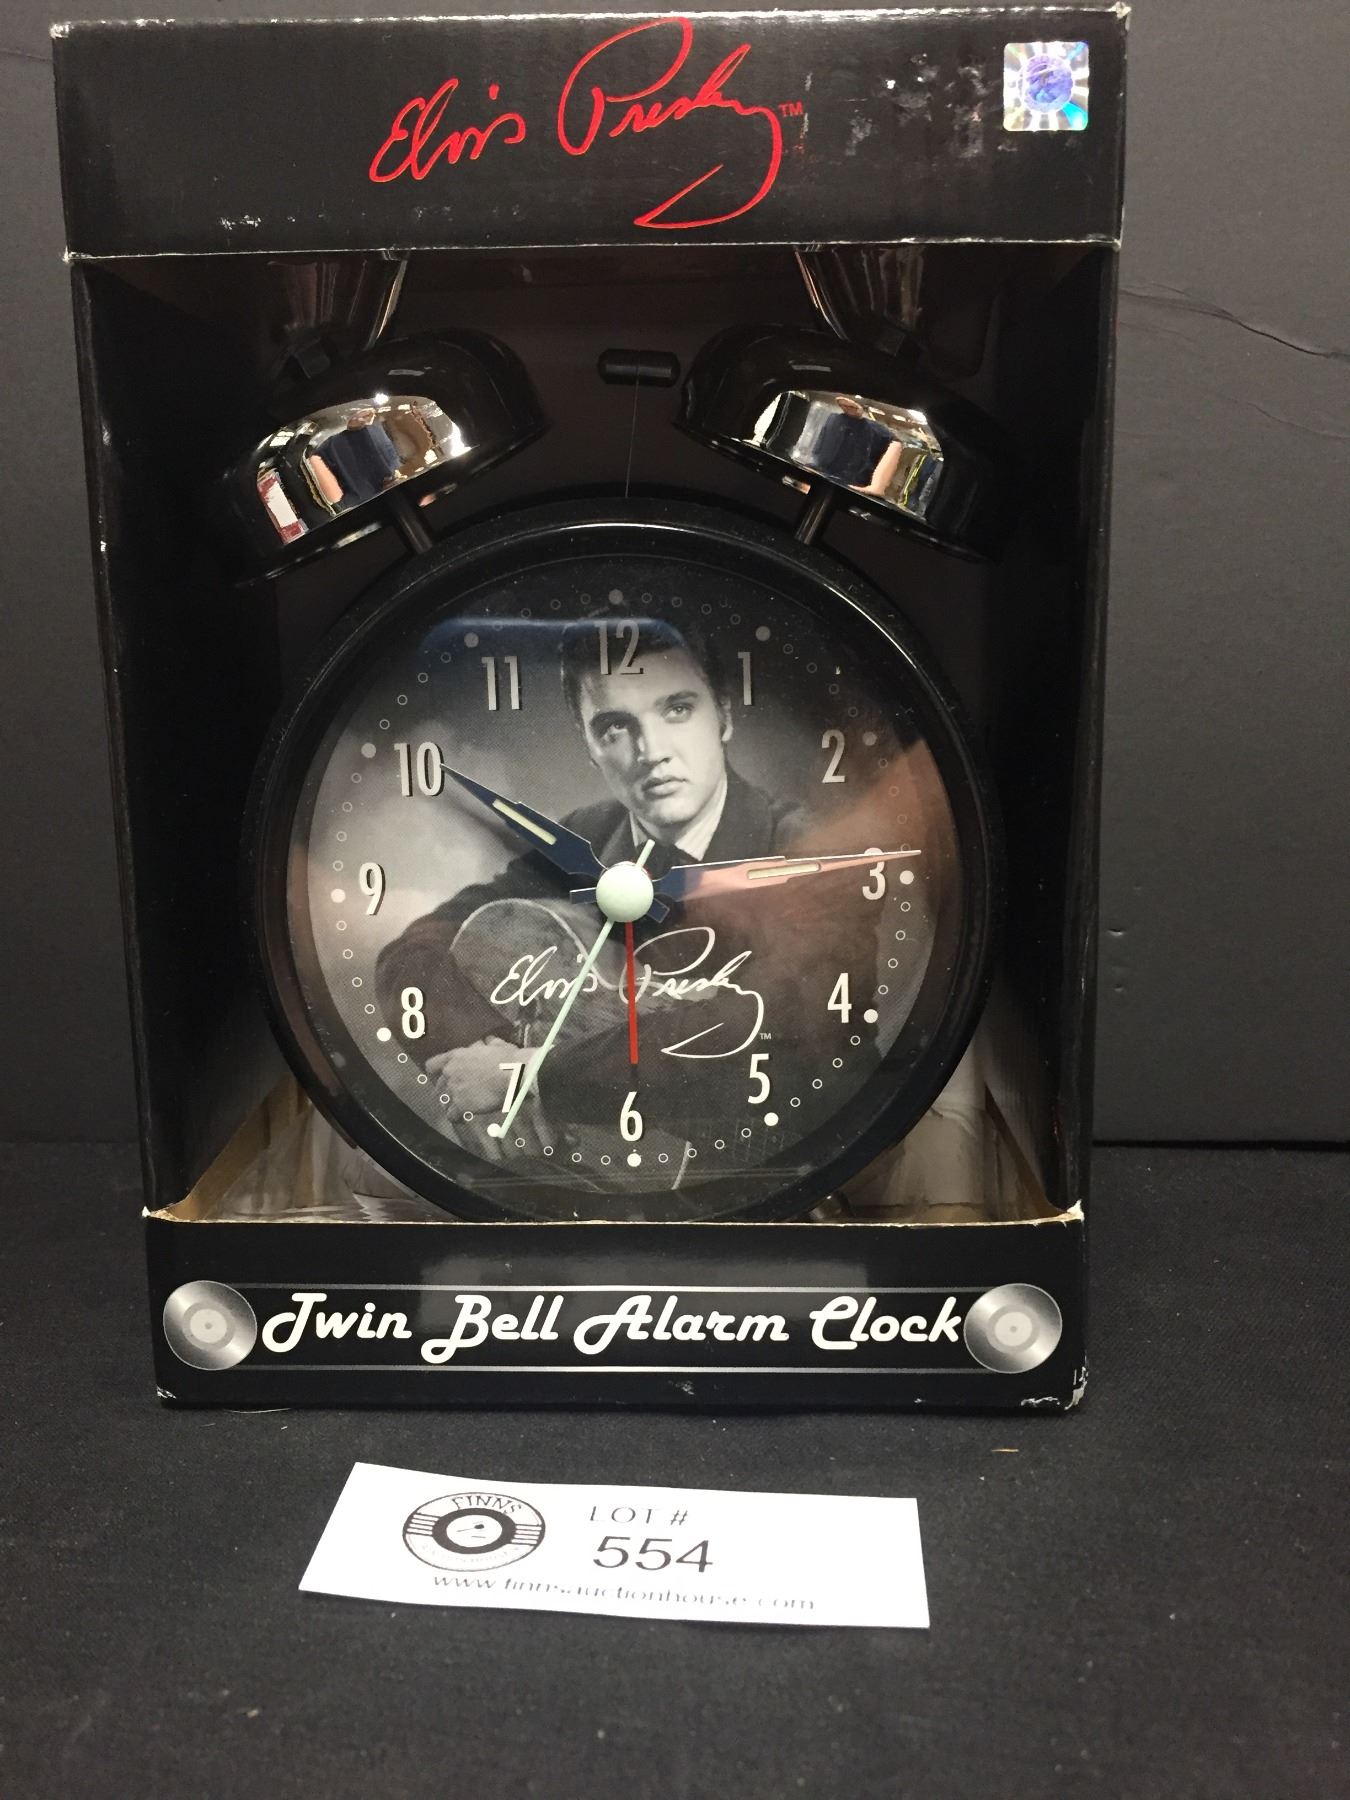 Elvis Presley™
12
11
1
10
2
9
3
Elvis Presley™
8
4
7
5
6
Twin Bell Alarm Clock
FINNS
LOT #
554
www.finnsauctionhouse.com